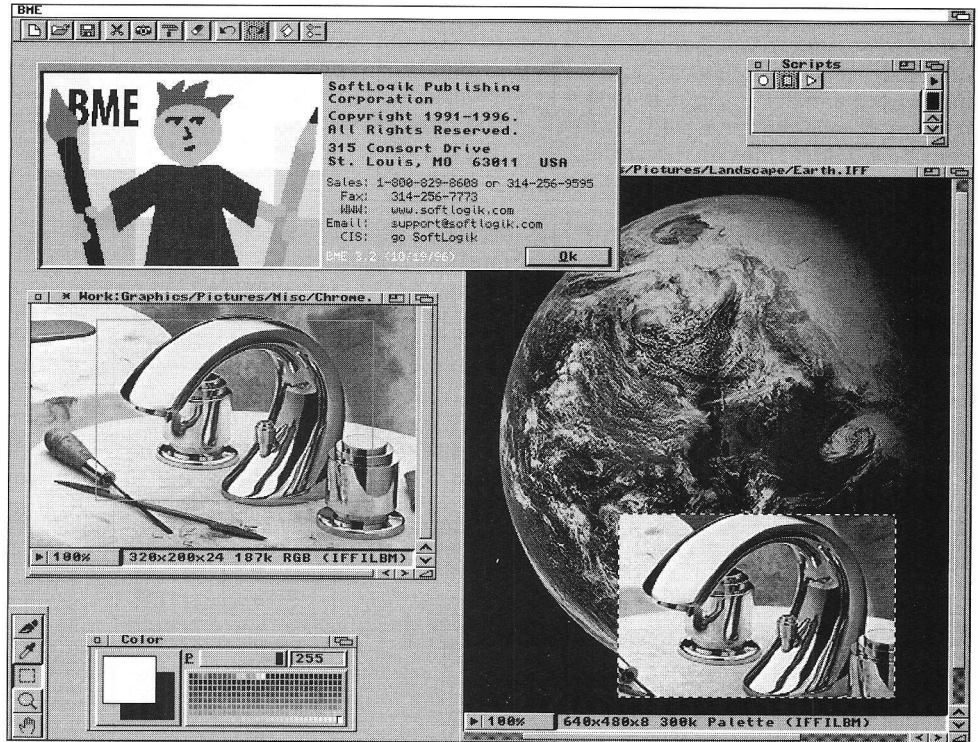 BME
BME
SoftLogik Publishing
Corporation
Copyright 1991-1996.
All Rights Reserved.
315 Consort Drive
St. Louis, MO 63011 USA
Sales: 1-800-829-8608 or 314-256-9595
Fax: 314-256-7773
WWW: www.softlogik.com
Email: support@softlogik.com
CIS: go SoftLogik
BME 3.2 (10/19/96)
Ok
Scripts
s/Pictures/Landscape/Earth.IFF
* Work:Graphics/Pictures/Misc/Chrome.
100% 320x200x24 187k RGB (IFFILBM)
Color
P 255
100% 640x480x8 300k Palette (IFFILBM)